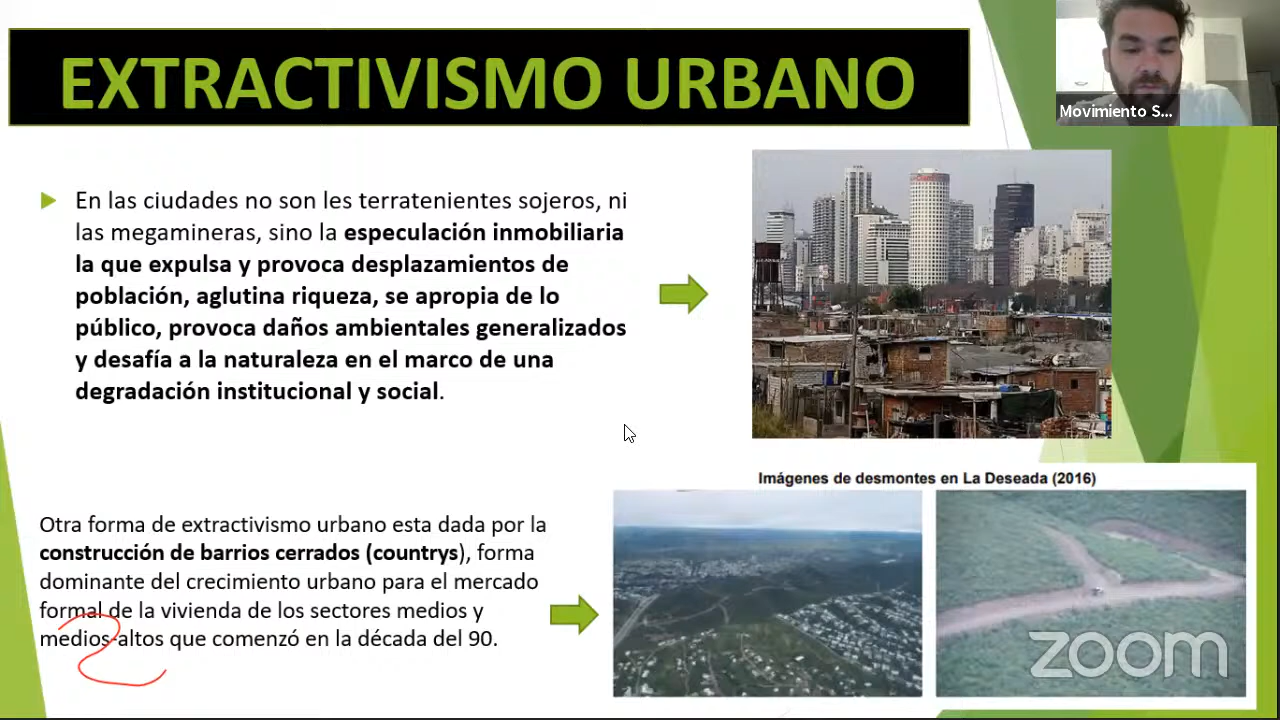 EXTRACTIVISMO URBANO
Movimiento S...
En las ciudades no son les terratenientes sojeros, ni
las megamineras, sino la especulación inmobiliaria
la que expulsa y provoca desplazamientos de
población, aglutina riqueza, se apropia de lo
público, provoca daños ambientales generalizados
y desafía a la naturaleza en el marco de una
degradación institucional y social.
Imágenes de desmontes en La Deseada (2016)
Otra forma de extractivismo urbano esta dada por la
construcción de barrios cerrados (countrys), forma
dominante del crecimiento urbano para el mercado
formal de la vivienda de los sectores medios y
medios-altos que comenzó en la década del 90.
zoom